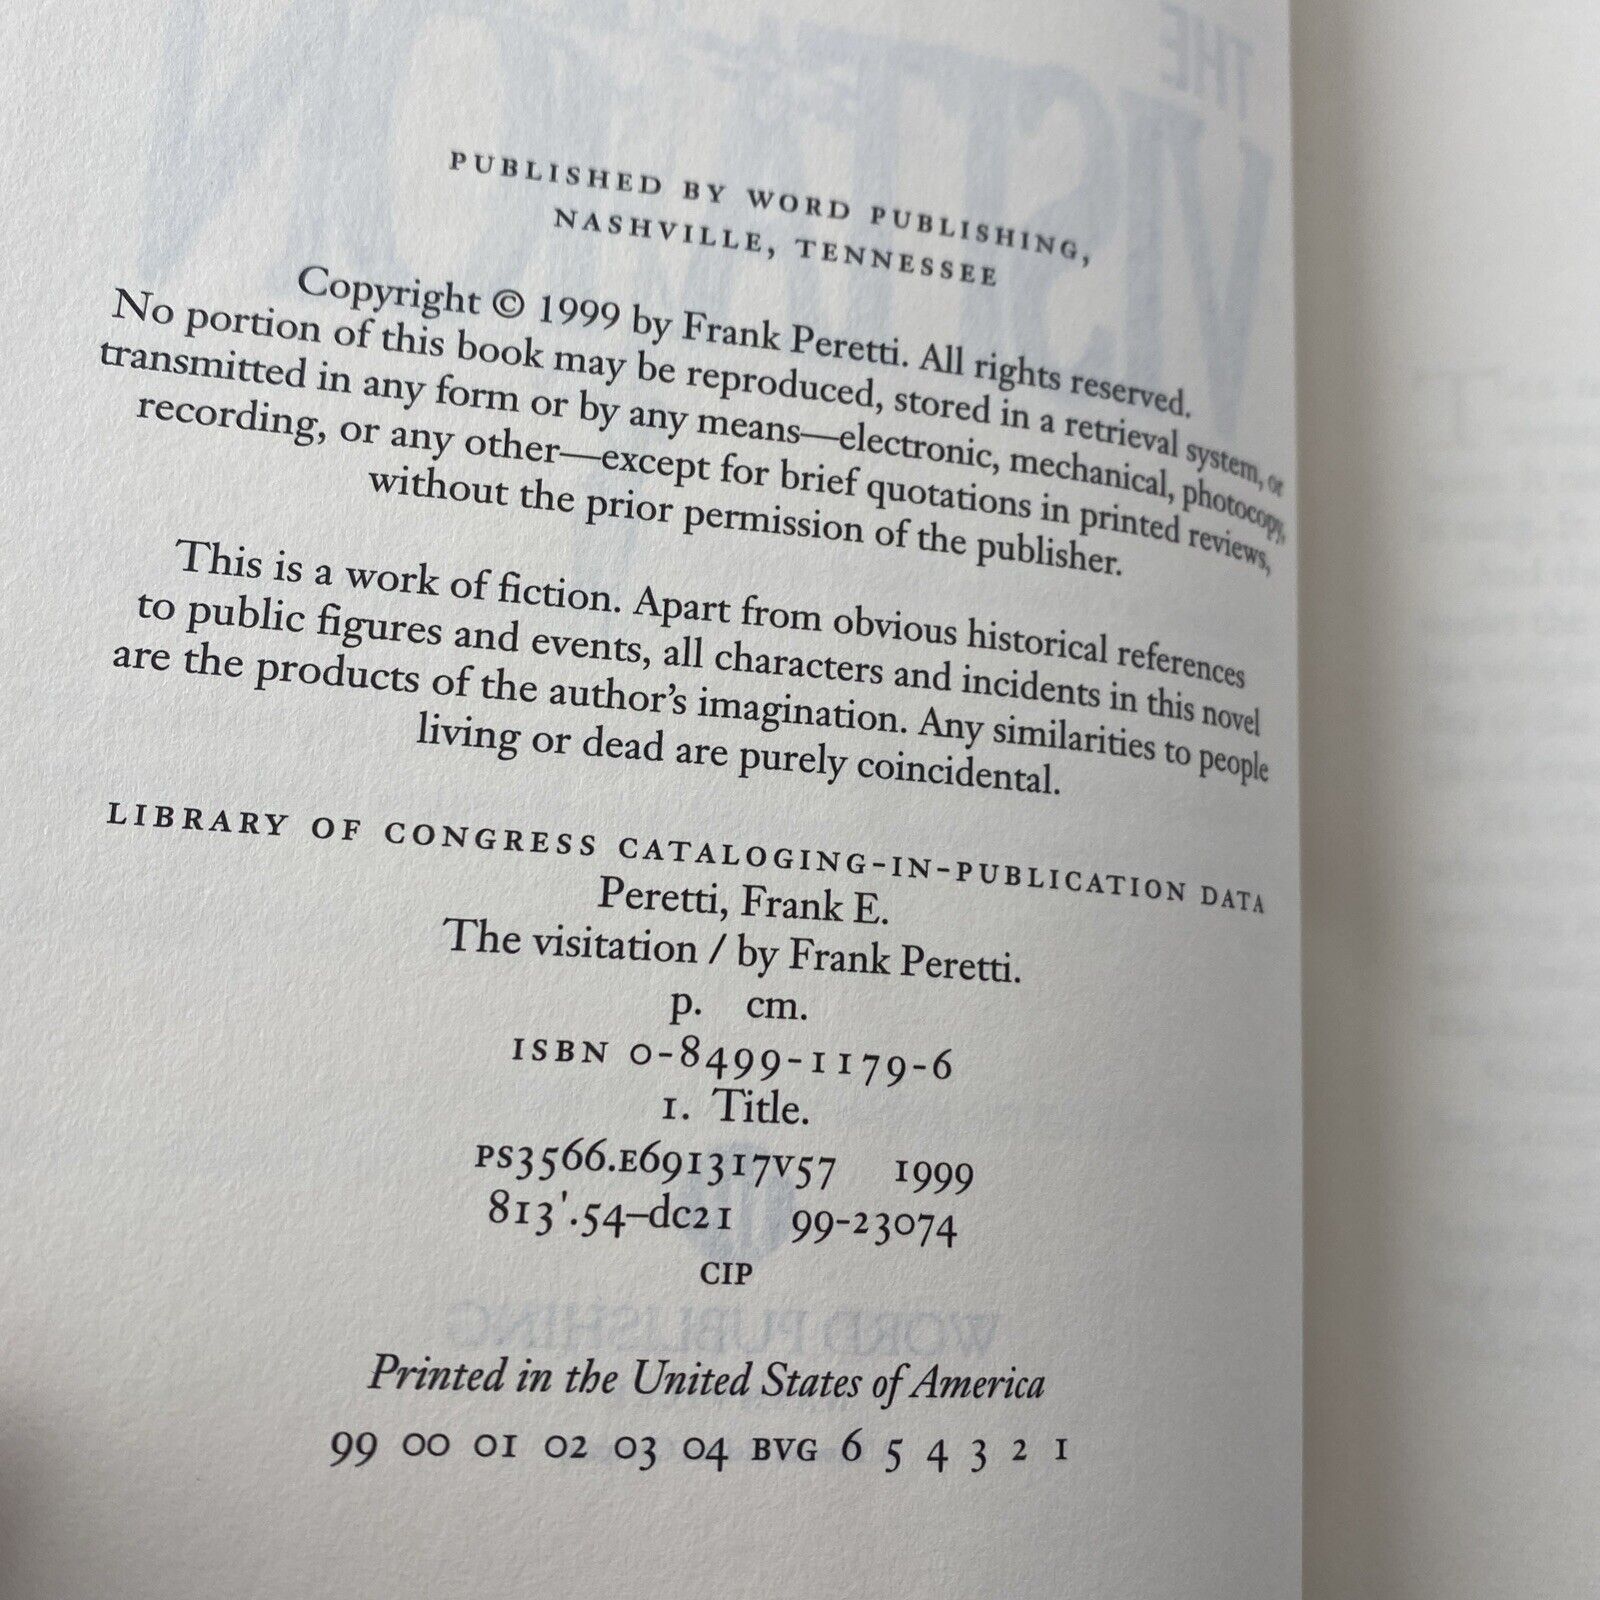 PUBLISHED BY WORD PUBLISHING,
NASHVILLE, TENNESSEE
Copyright © 1999 by Frank Peretti. All rights reserved.
No portion of this book may be reproduced, stored in a retrieval system, or
transmitted in any form or by any means—electronic, mechanical, photocopy,
recording, or any other—except for brief quotations in printed reviews,
without the prior permission of the publisher.
This is a work of fiction. Apart from obvious historical references
to public figures and events, all characters and incidents in this novel
are the products of the author's imagination. Any similarities to people
living or dead are purely coincidental.
LIBRARY OF CONGRESS CATALOGING-IN-PUBLICATION DATA
Peretti, Frank E.
The visitation / by Frank Peretti.
p. cm.
ISBN 0-8499-1179-6
1. Title.
PS3566.E691317V57 1999
813'.54–dc21 99-23074
CIP
Printed in the United States of America
99 00 01 02 03 04 BVG 6 5 4 3 2 1